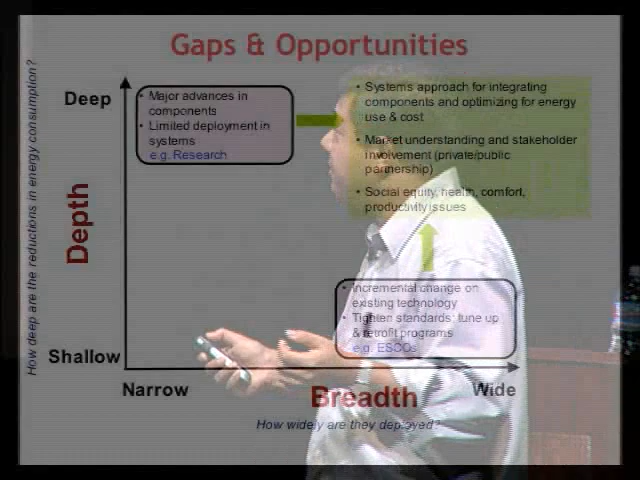 Gaps & Opportunities
How deep are the reductions in energy consumption?
Depth
Deep
Shallow
• Major advances in
components
• Limited deployment in
systems
e.g. Research
• Systems approach for integrating
components and optimizing for energy
use & cost
• Market understanding and stakeholder
involvement (private/public
partnership)
• Social equity, health, comfort,
productivity issues
• Incremental change on
existing technology
• Tighten standards; tune up
& retrofit programs
e.g. ESCOs
Narrow
Breadth
Wide
How widely are they deployed?